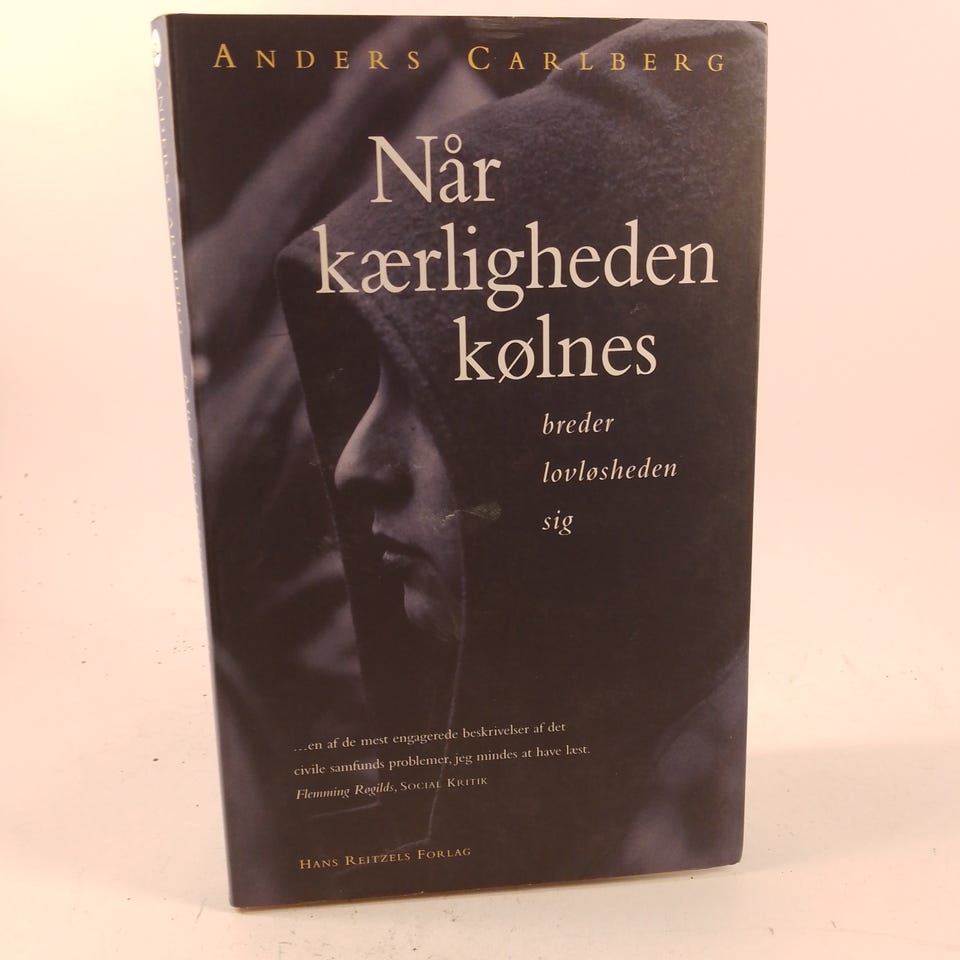 ANDERS CARLBERG
Når
kærligheden
kølnes
breder
lovløsheden
sig
...en af de mest engagerede beskrivelser af det
civile samfunds problemer, jeg mindes at have læst.
Flemming Røgilds, SOCIAL KRITIK
HANS REITZELS FORLAG